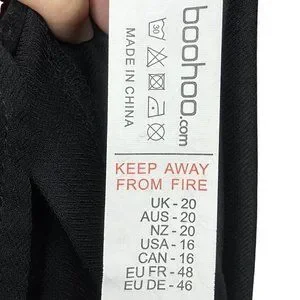 boohoo.com
30
MADE IN
CHINA
KEEP AWAY
FROM FIRE
UK - 20
AUS - 20
NZ - 20
USA - 16
CAN - 16
EU FR - 48
EU DE - 46